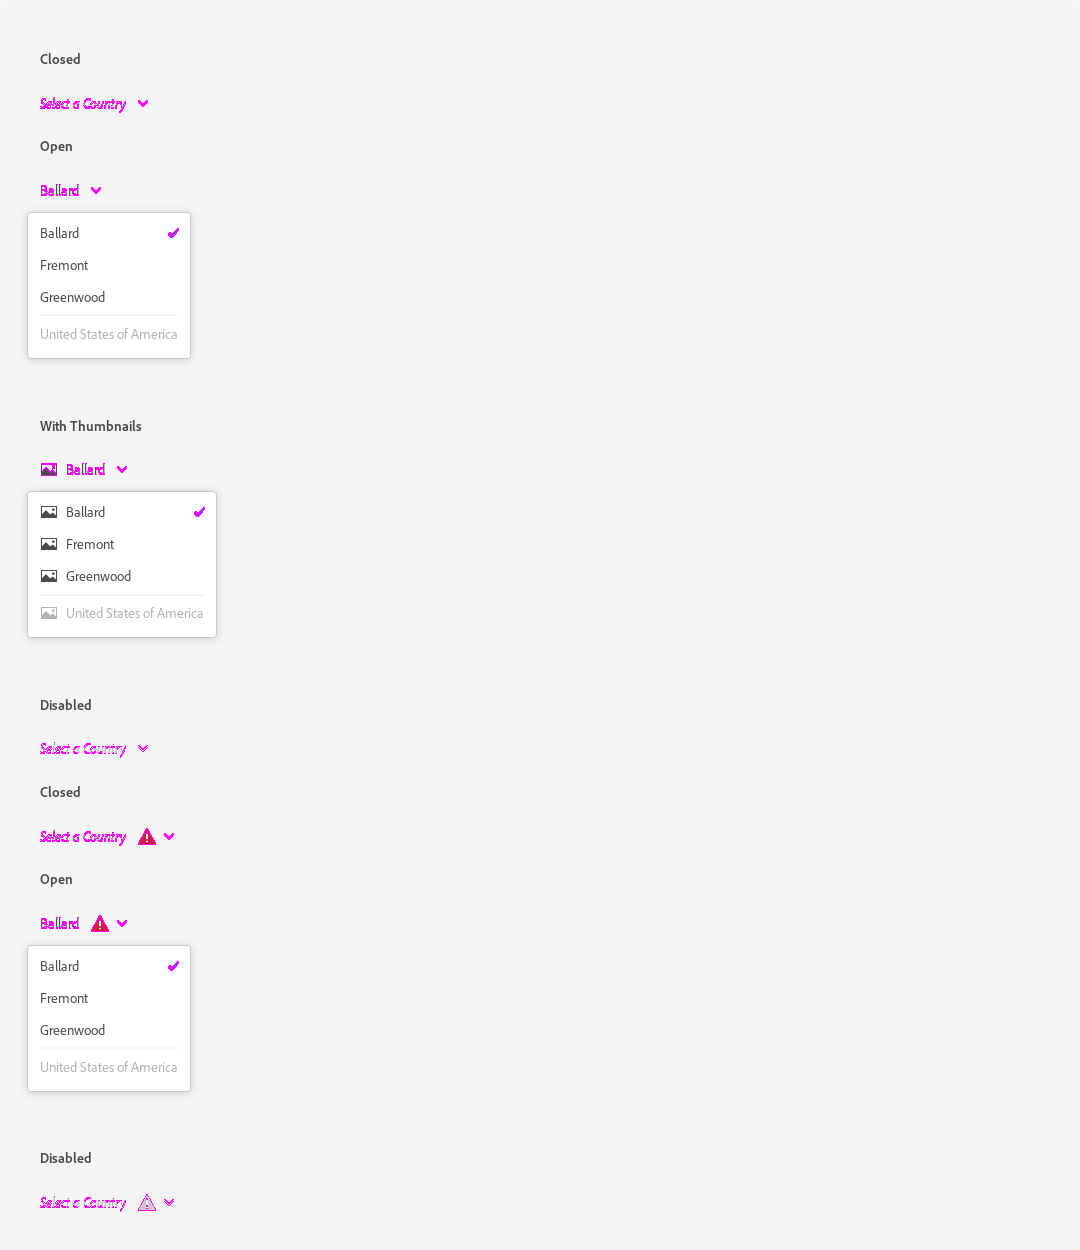 Closed
Select a Country
Open
Ballard
Ballard
Fremont
Greenwood
United States of America
With Thumbnails
Ballard
Ballard
Fremont
Greenwood
United States of America
Disabled
Select a Country
Closed
Select a Country
Open
Ballard
Ballard
Fremont
Greenwood
United States of America
Disabled
Select a Country